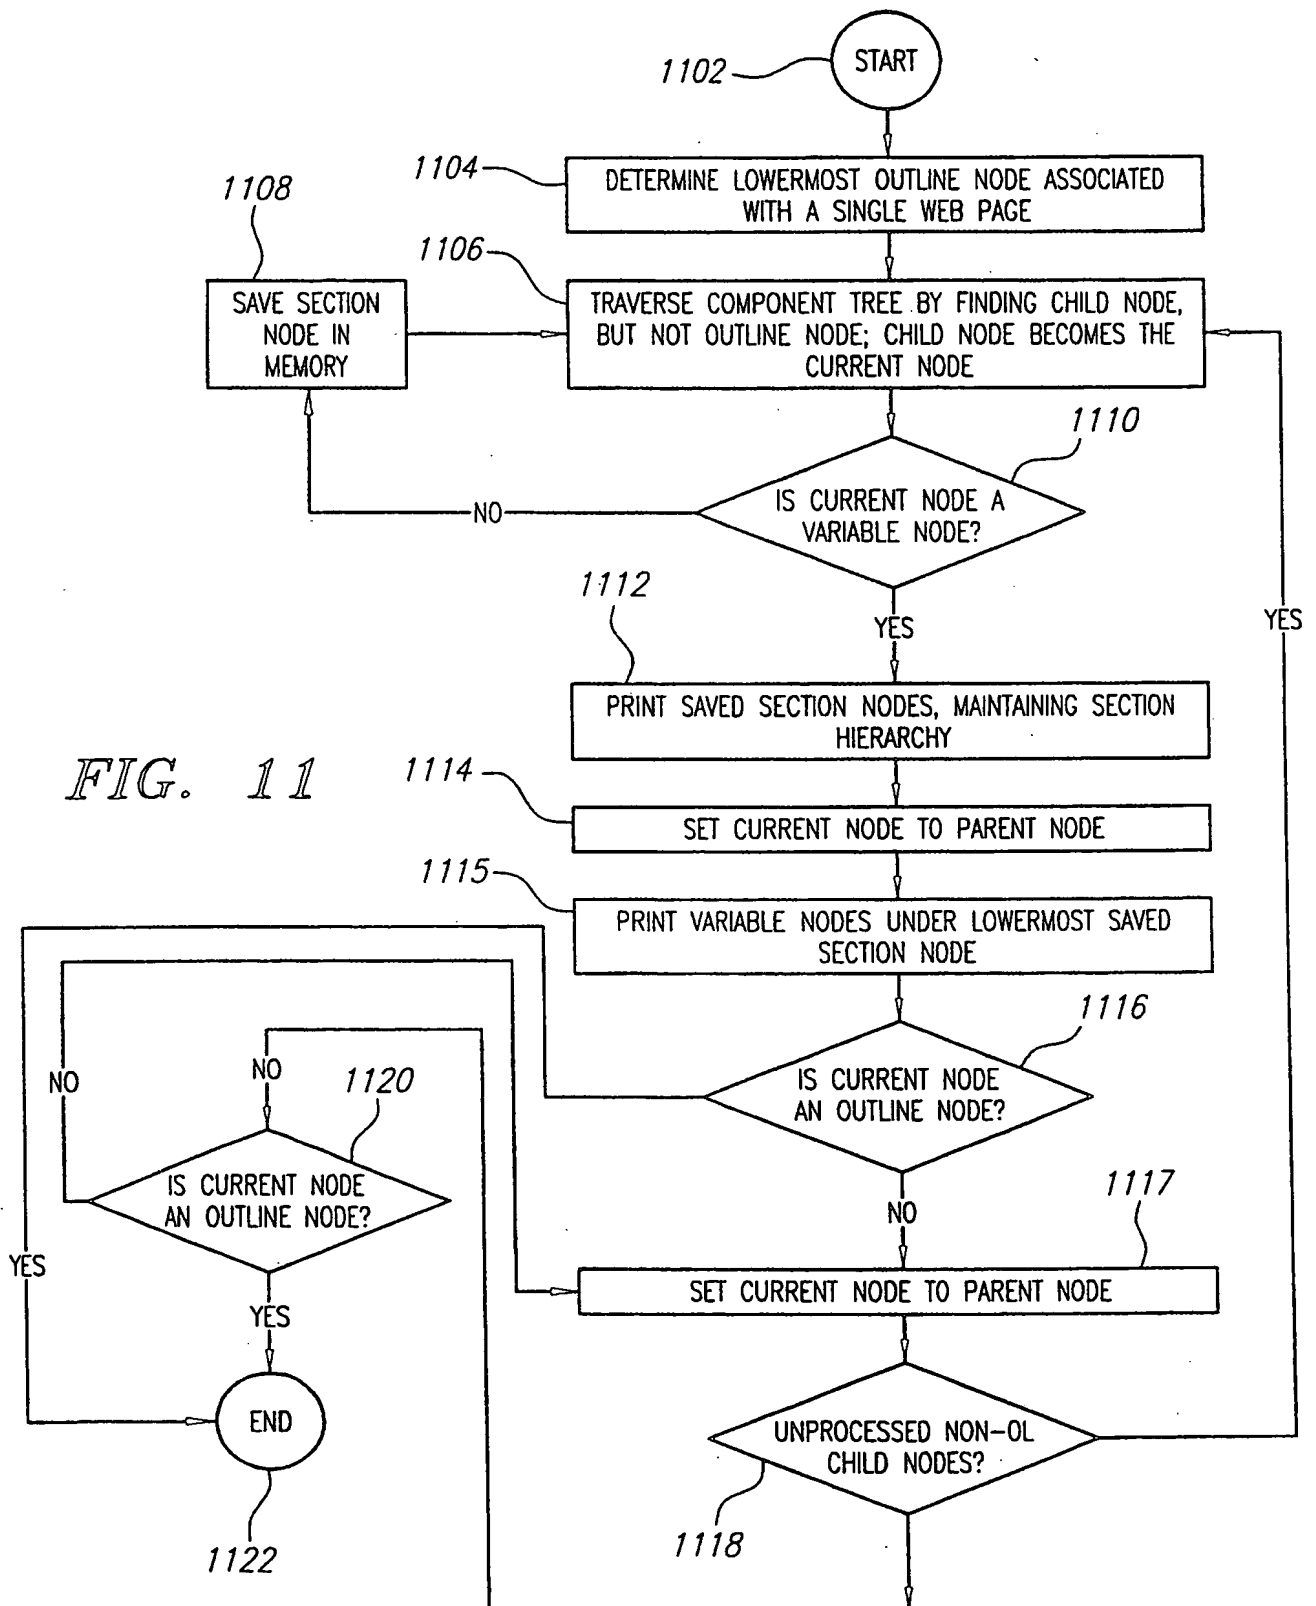 START
1102
1104
DETERMINE LOWERMOST OUTLINE NODE ASSOCIATED
WITH A SINGLE WEB PAGE
1108
1106
SAVE SECTION
NODE IN
MEMORY
TRAVERSE COMPONENT TREE BY FINDING CHILD NODE,
BUT NOT OUTLINE NODE; CHILD NODE BECOMES THE
CURRENT NODE
1110
IS CURRENT NODE A
VARIABLE NODE?
NO
YES
YES
1112
PRINT SAVED SECTION NODES, MAINTAINING SECTION
HIERARCHY
FIG. 11
1114
SET CURRENT NODE TO PARENT NODE
1115
PRINT VARIABLE NODES UNDER LOWERMOST SAVED
SECTION NODE
1116
IS CURRENT NODE
AN OUTLINE NODE?
NO
NO
1120
IS CURRENT NODE
AN OUTLINE NODE?
YES
YES
NO
1117
SET CURRENT NODE TO PARENT NODE
END
1122
UNPROCESSED NON-OL
CHILD NODES?
1118